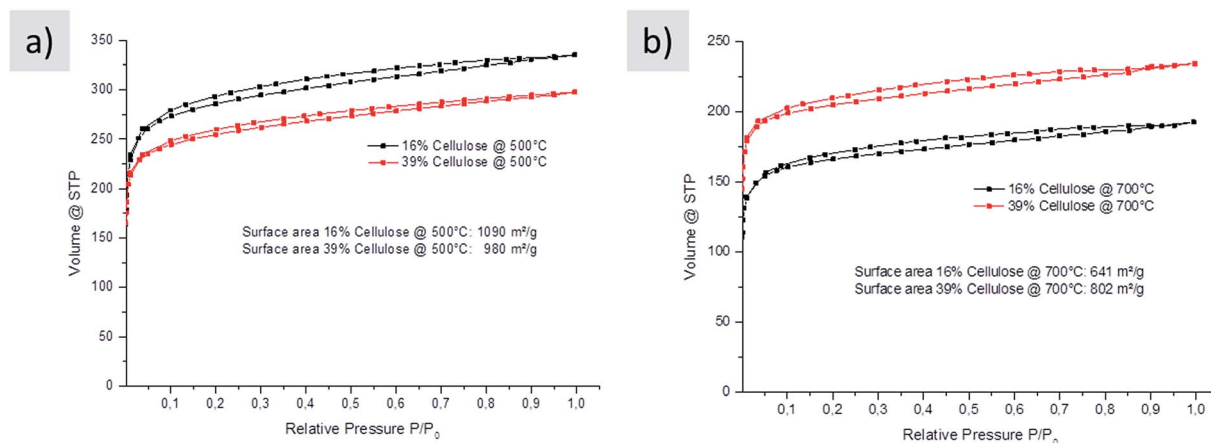 a)
350
300
250
200
150
100
50
0
Volume @ STP
16% Cellulose @ 500°C
39% Cellulose @ 500°C
Surface area 16% Cellulose @ 500°C: 1090 m²/g
Surface area 39% Cellulose @ 500°C: 980 m²/g
0,1 0,2 0,3 0,4 0,5 0,6 0,7 0,8 0,9 1,0
Relative Pressure P/P₀
b)
250
200
150
100
50
0
Volume @ STP
16% Cellulose @ 700°C
39% Cellulose @ 700°C
Surface area 16% Cellulose @ 700°C: 641 m²/g
Surface area 39% Cellulose @ 700°C: 802 m²/g
0,1 0,2 0,3 0,4 0,5 0,6 0,7 0,8 0,9 1,0
Relative Pressure P/P₀